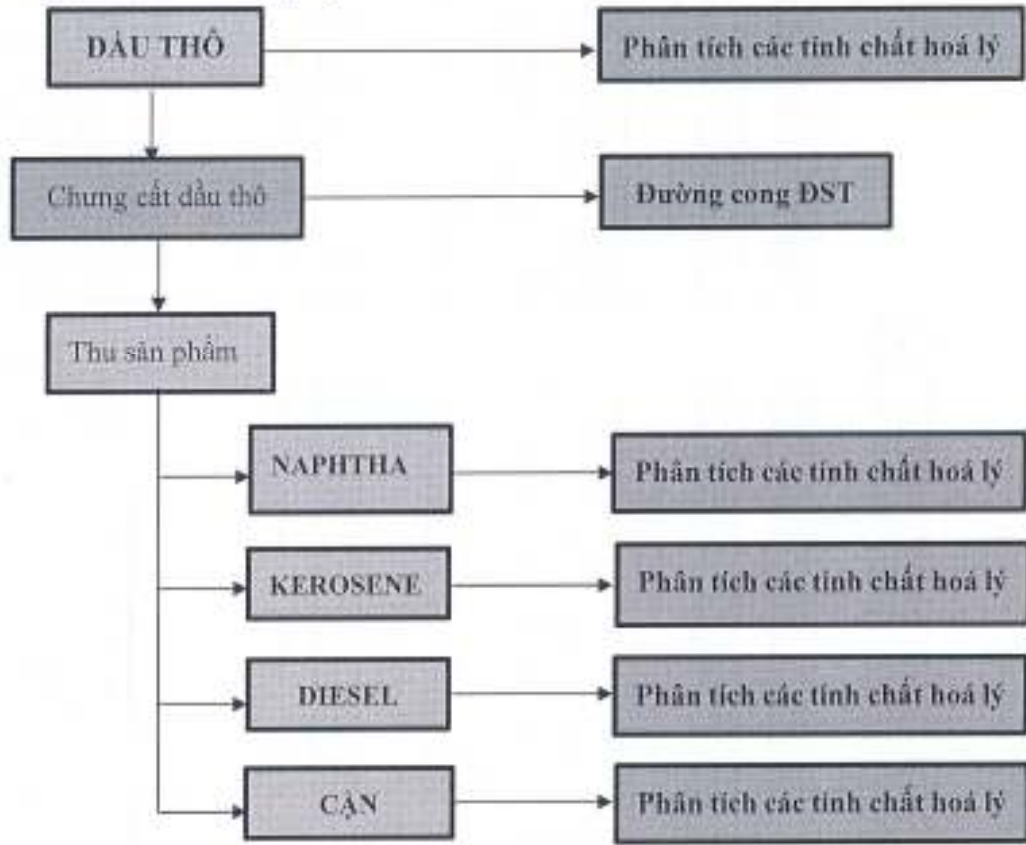 DẦU THÔ
Phân tích các tính chất hoá lý
Chưng cất dầu thô
Đường cong ĐST
Thu sản phẩm
NAPHTHA
Phân tích các tính chất hoá lý
KEROSENE
Phân tích các tính chất hoá lý
DIESEL
Phân tích các tính chất hoá lý
CẶN
Phân tích các tính chất hoá lý